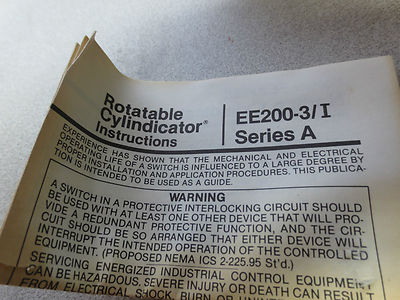 Rotatable
Cylindicator®
Instructions
EE200-3/I
Series A
EXPERIENCE HAS SHOWN THAT THE MECHANICAL AND ELECTRICAL
OPERATING LIFE OF A SWITCH IS INFLUENCED TO A LARGE DEGREE BY
PROPER INSTALLATION AND APPLICATION PROCEDURES. THIS PUBLICA-
TION IS INTENDED TO BE USED AS A GUIDE.
WARNING
A SWITCH IN A PROTECTIVE INTERLOCKING CIRCUIT SHOULD
BE USED WITH AT LEAST ONE OTHER DEVICE THAT WILL PRO-
VIDE A REDUNDANT PROTECTIVE FUNCTION, AND THE CIR-
CUIT SHOULD BE SO ARRANGED THAT EITHER DEVICE WILL
INTERRUPT THE INTENDED OPERATION OF THE CONTROLLED
EQUIPMENT. (PROPOSED NEMA ICS 2-225.95 St'd.)
SERVICING ENERGIZED INDUSTRIAL CONTROL EQUIPMENT
CAN BE HAZARDOUS, SEVERE INJURY OR DEATH CAN RESULT
FROM ELECTRICAL SHOCK, BURN OR